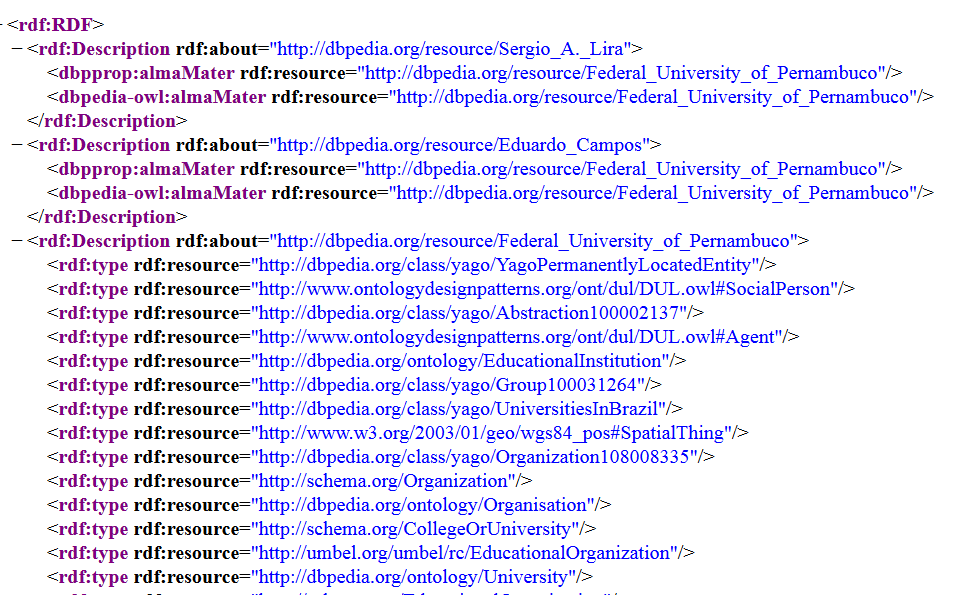 - <rdf:RDF>
− <rdf:Description rdf:about="http://dbpedia.org/resource/Sergio_A._Lira">
<dbpprop:almaMater rdf:resource="http://dbpedia.org/resource/Federal_University_of_Pernambuco"/>
<dbpedia-owl:almaMater rdf:resource="http://dbpedia.org/resource/Federal_University_of_Pernambuco"/>
</rdf:Description>
− <rdf:Description rdf:about="http://dbpedia.org/resource/Eduardo_Campos">
<dbpprop:almaMater rdf:resource="http://dbpedia.org/resource/Federal_University_of_Pernambuco"/>
<dbpedia-owl:almaMater rdf:resource="http://dbpedia.org/resource/Federal_University_of_Pernambuco"/>
</rdf:Description>
− <rdf:Description rdf:about="http://dbpedia.org/resource/Federal_University_of_Pernambuco">
<rdf:type rdf:resource="http://dbpedia.org/class/yago/YagoPermanentlyLocatedEntity"/>
<rdf:type rdf:resource="http://www.ontologydesignpatterns.org/ont/dul/DUL.owl#SocialPerson"/>
<rdf:type rdf:resource="http://dbpedia.org/class/yago/Abstraction100002137"/>
<rdf:type rdf:resource="http://www.ontologydesignpatterns.org/ont/dul/DUL.owl#Agent"/>
<rdf:type rdf:resource="http://dbpedia.org/ontology/EducationalInstitution"/>
<rdf:type rdf:resource="http://dbpedia.org/class/yago/Group100031264"/>
<rdf:type rdf:resource="http://dbpedia.org/class/yago/UniversitiesInBrazil"/>
<rdf:type rdf:resource="http://www.w3.org/2003/01/geo/wgs84_pos#SpatialThing"/>
<rdf:type rdf:resource="http://dbpedia.org/class/yago/Organization108008335"/>
<rdf:type rdf:resource="http://schema.org/Organization"/>
<rdf:type rdf:resource="http://dbpedia.org/ontology/Organisation"/>
<rdf:type rdf:resource="http://schema.org/CollegeOrUniversity"/>
<rdf:type rdf:resource="http://umbel.org/umbel/rc/EducationalOrganization"/>
<rdf:type rdf:resource="http://dbpedia.org/ontology/University"/>